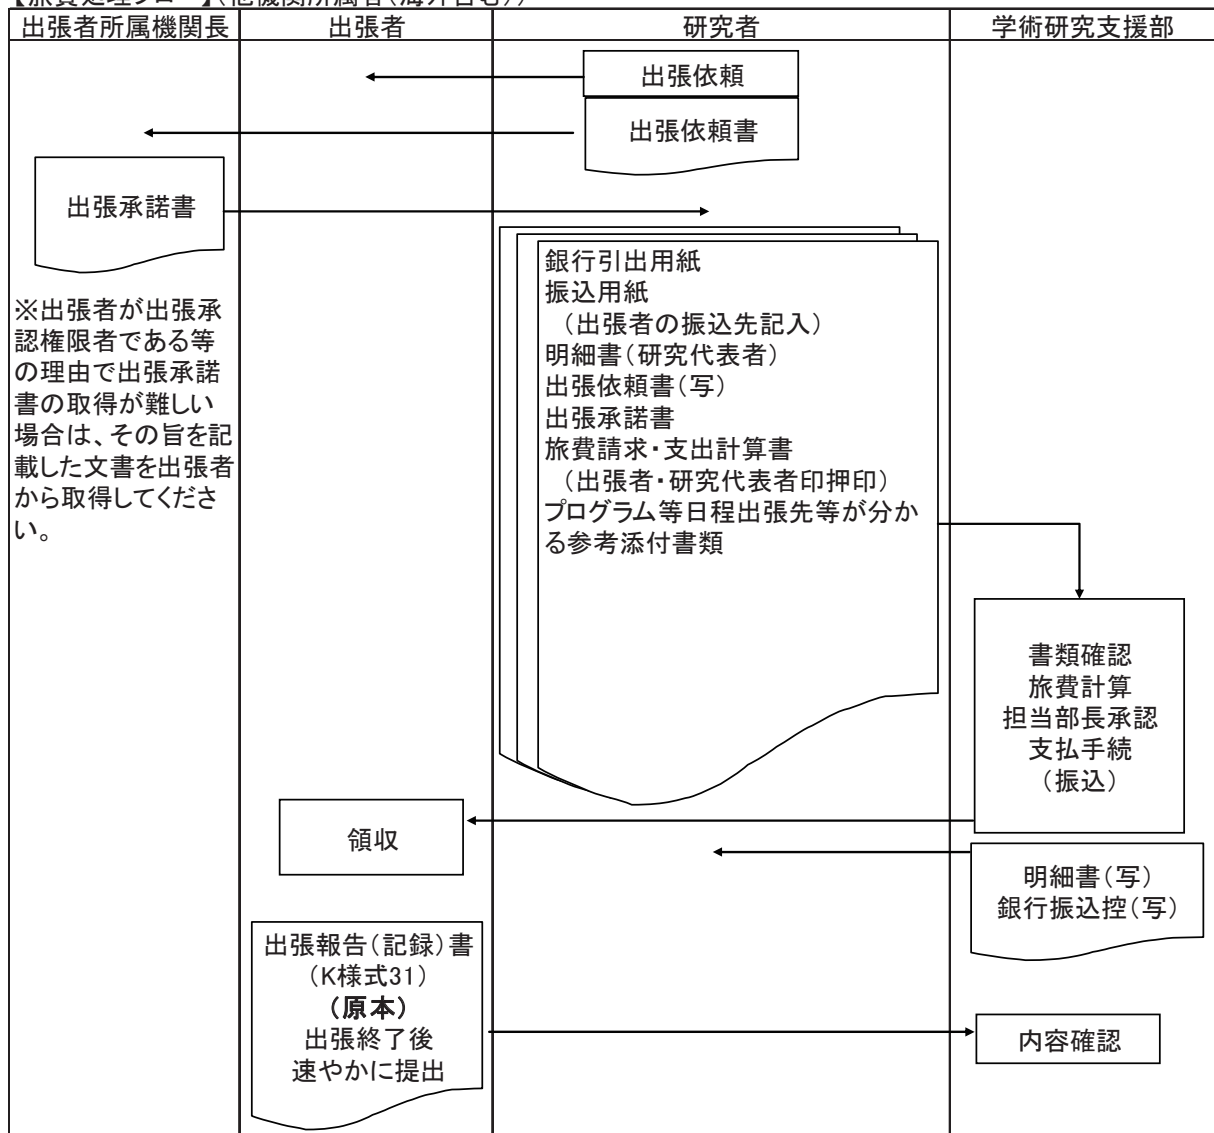 出張者所属機関長
出張者
研究者
学術研究支援部
出張依頼
出張依頼書
出張承諾書
※出張者が出張承
認権限者である等
の理由で出張承諾
書の取得が難しい
場合は、その旨を記
載した文書を出張者
から取得してくださ
い。
銀行引出用紙
振込用紙
（出張者の振込先記入）
明細書（研究代表者）
出張依頼書（写）
出張承諾書
旅費請求・支出計算書
（出張者・研究代表者印押印）
プログラム等日程出張先等が分か
る参考添付書類
書類確認
旅費計算
担当部長承認
支払手続
（振込）
領収
明細書（写）
銀行振込控（写）
出張報告（記録）書
（K様式31）
（原本）
出張終了後
速やかに提出
内容確認